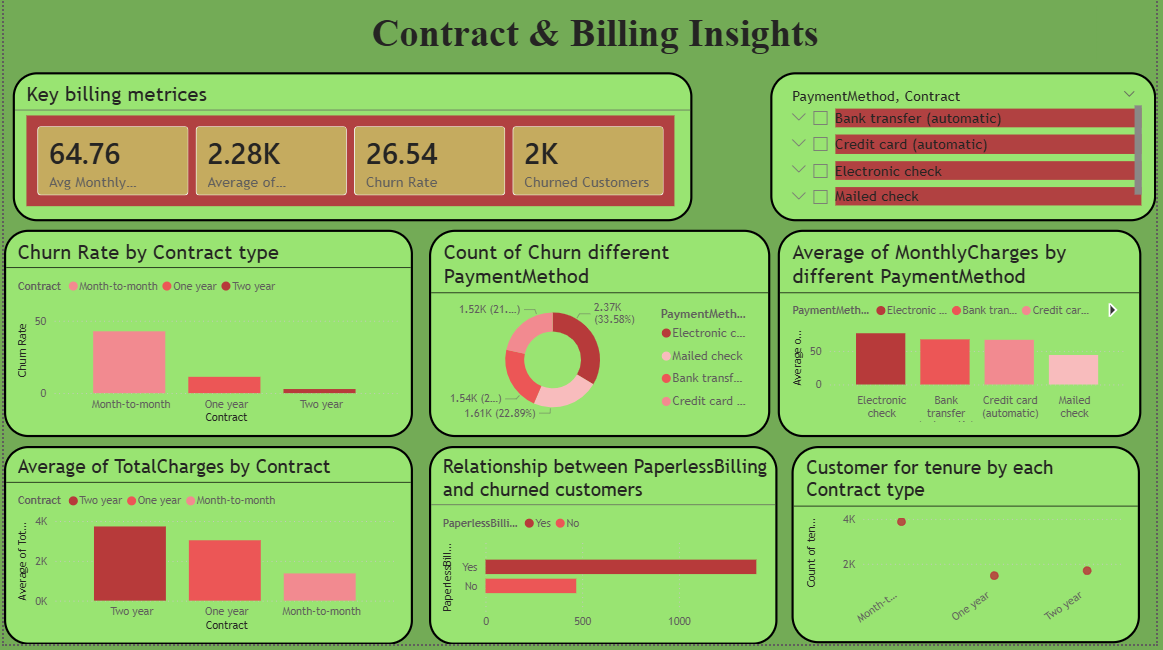 Contract & Billing Insights
Key billing metrices
64.76
Avg Monthly...
2.28K
Average of...
26.54
Churn Rate
2K
Churned Customers
PaymentMethod, Contract
Bank transfer (automatic)
Credit card (automatic)
Electronic check
Mailed check
Churn Rate by Contract type
Contract Month-to-month One year Two year
Churn Rate
50
0
Month-to-month One year Two year
Contract
Count of Churn different
PaymentMethod
1.52K (21....)
2.37K
(33.58%)
1.54K (2...)
1.61K (22.89%)
PaymentMeth...
Electronic c...
Mailed check
Bank transf...
Credit card ...
Average of MonthlyCharges by
different PaymentMethod
PaymentMeth... Electronic ... Bank tran... Credit car...
Average o...
50
0
Electronic
check
Bank
transfer
Credit card
(automatic)
Mailed
check
Average of TotalCharges by Contract
Contract Two year One year Month-to-month
Average of Tot...
4K
2K
0K
Two year One year Month-to-month
Contract
Relationship between PaperlessBilling
and churned customers
PaperlessBilli... Yes No
PaperlessBill...
Yes
No
0 500 1000
Customer for tenure by each
Contract type
Count of ten...
4K
2K
Month-t...
One year
Two year